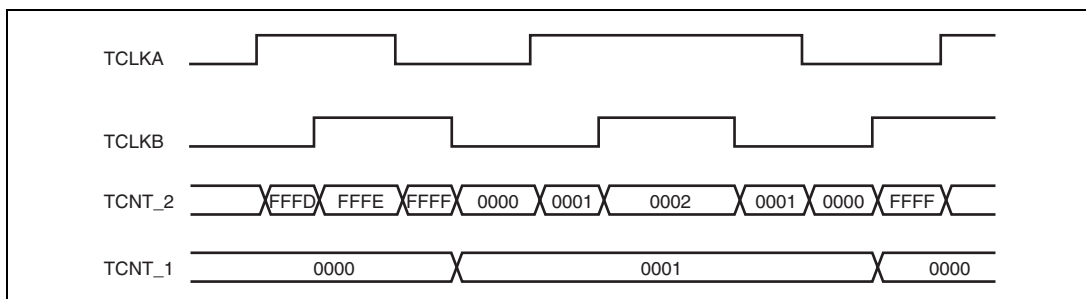 TCLKA
TCLKB
TCNT_2 FFFD FFFE FFFF 0000 0001 0002 0001 0000 FFFF
TCNT_1 0000 0001 0000